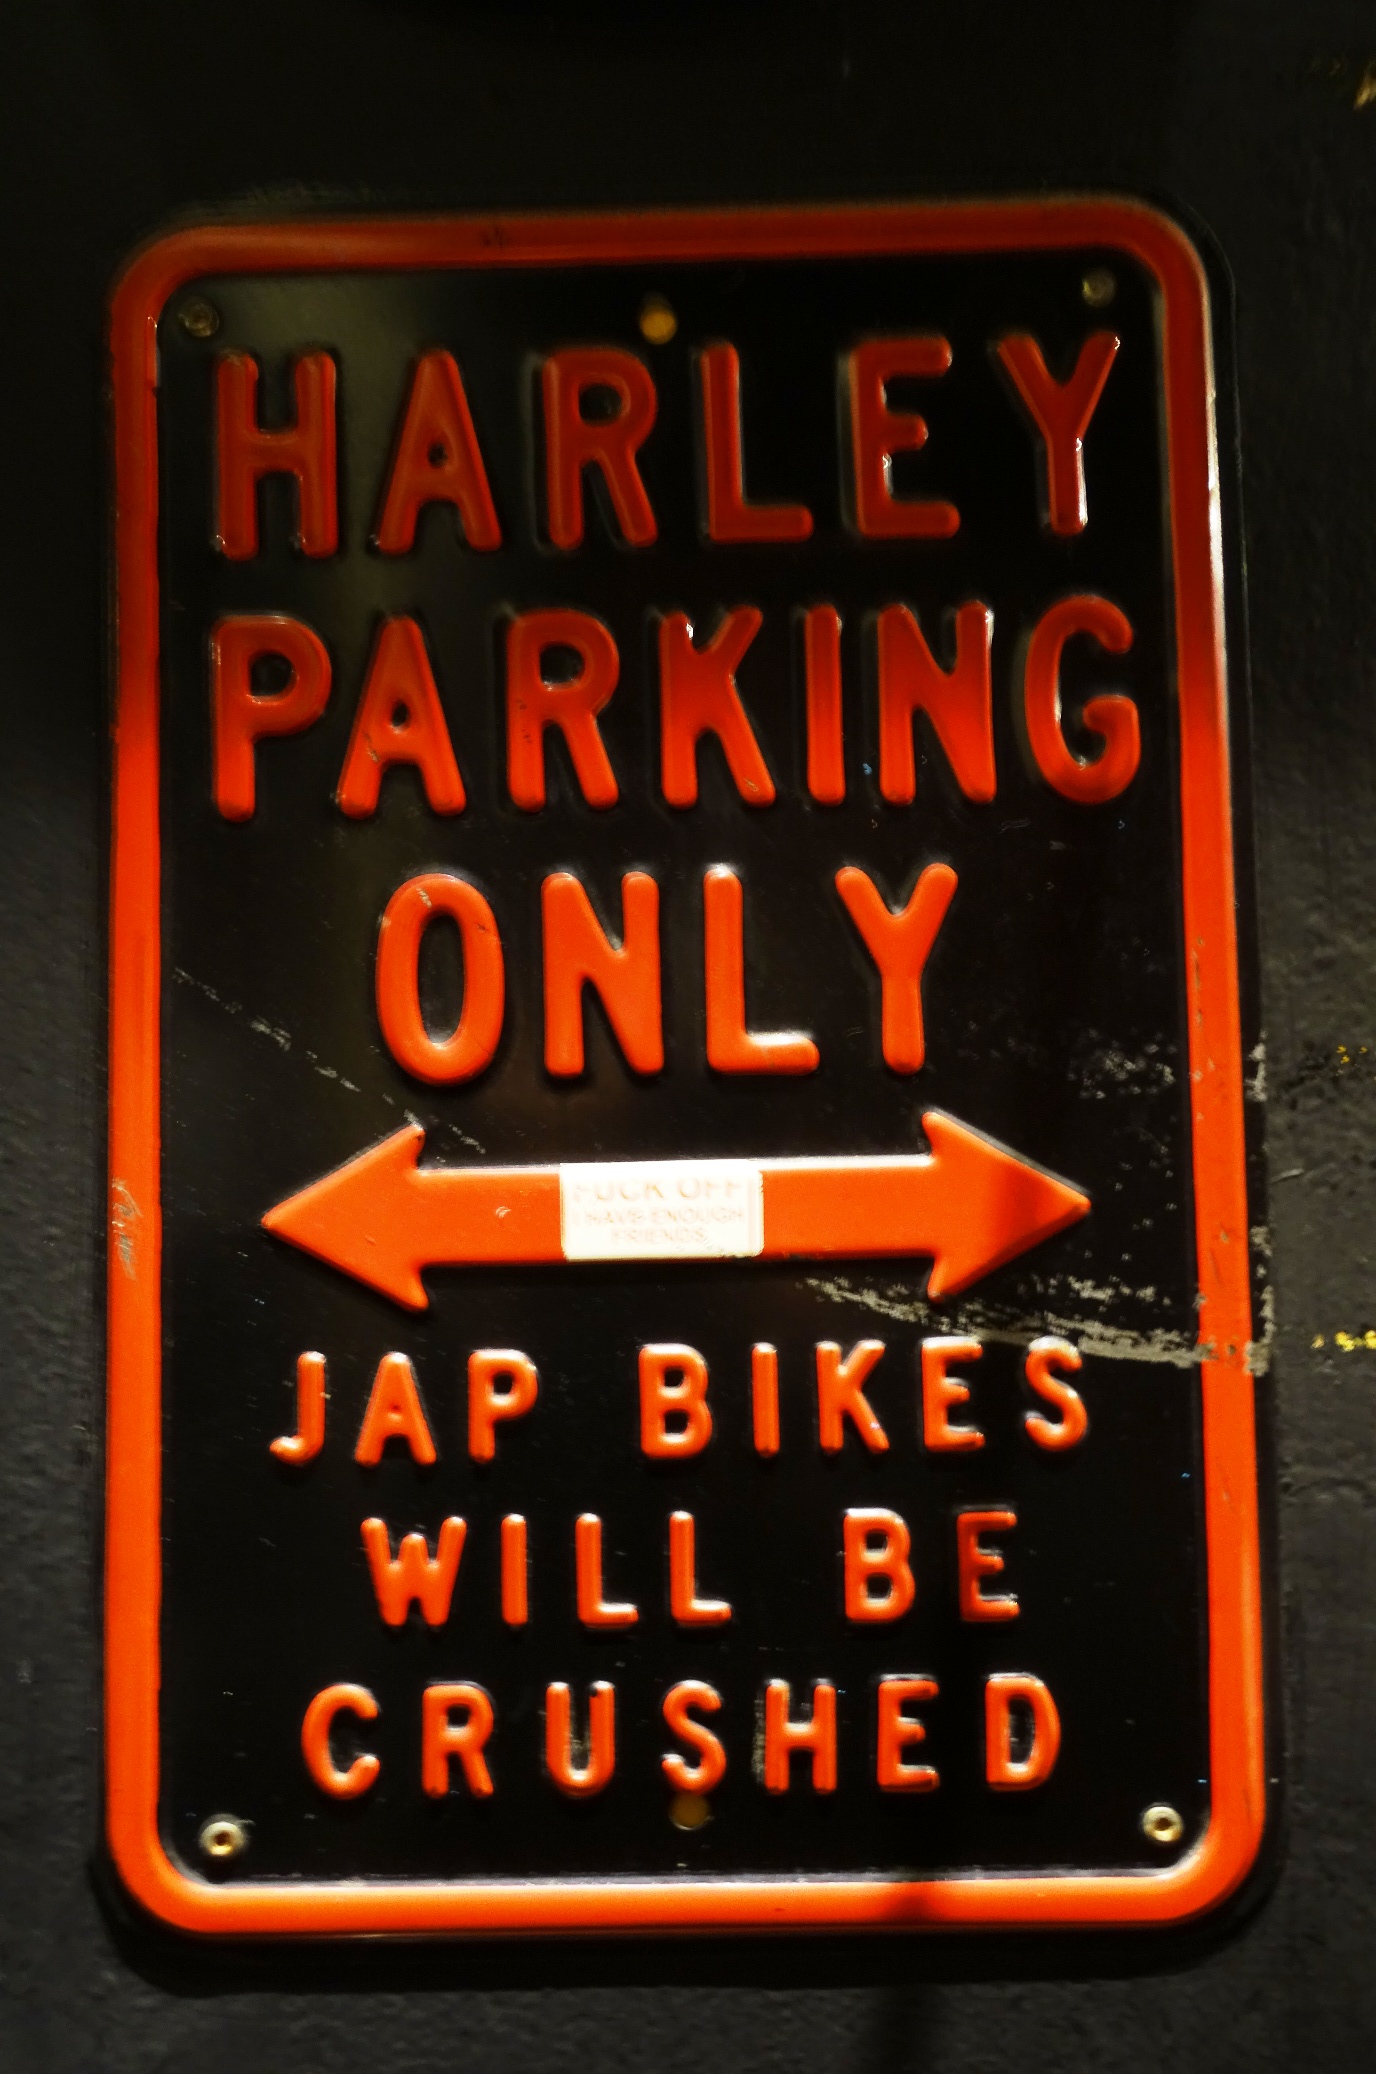 HARLEY
PARKING
ONLY
FUCK OFF
I HAVE ENOUGH
FRIENDS
JAP BIKES
WILL BE
CRUSHED